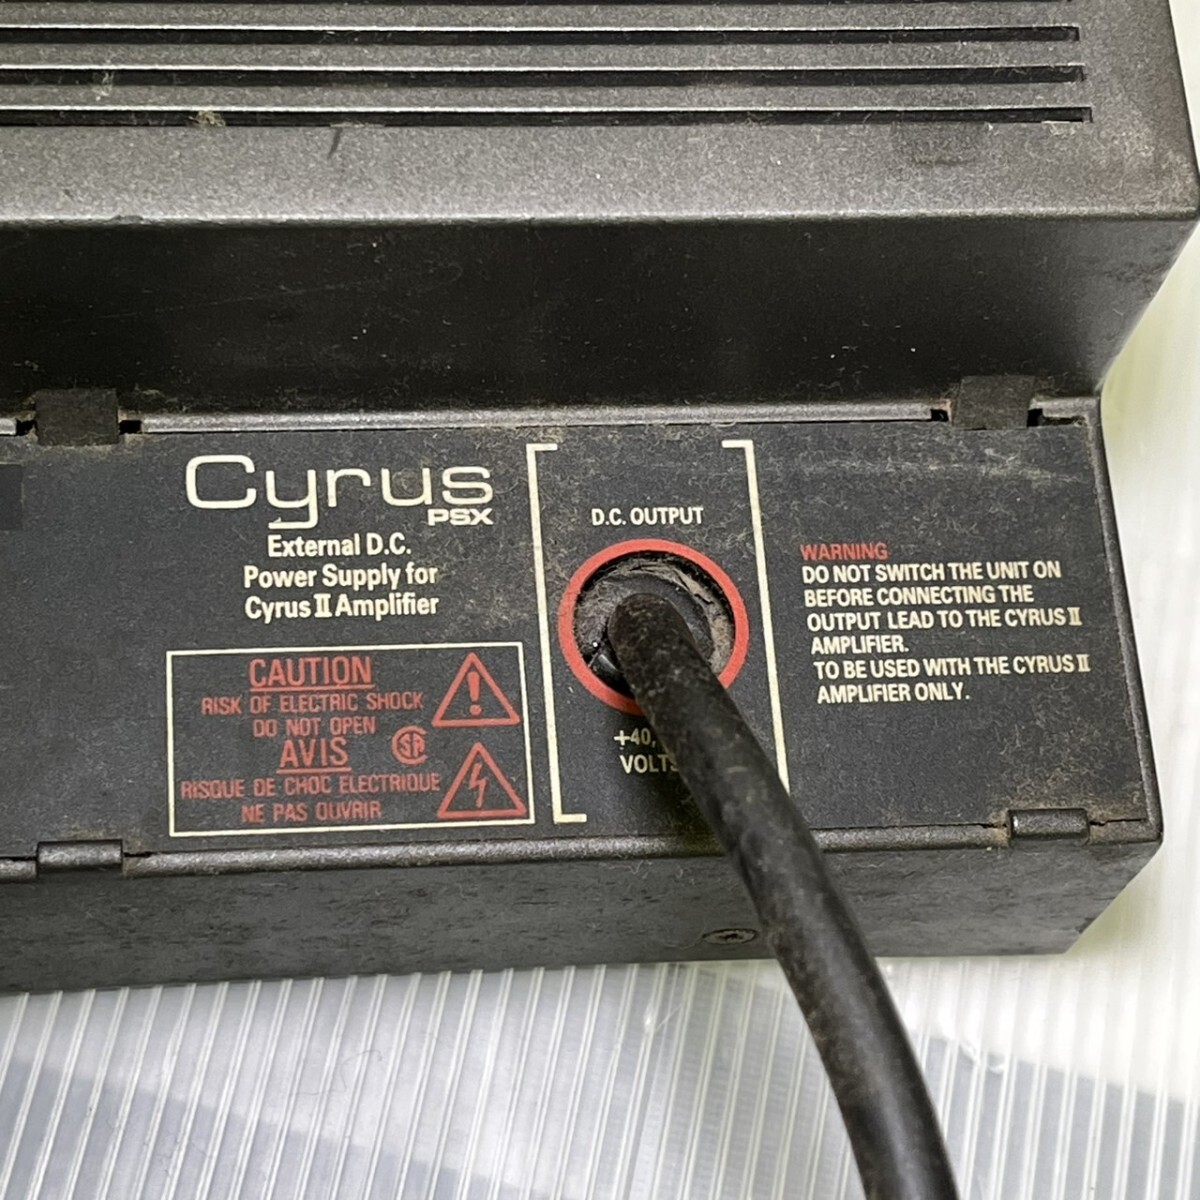 Cyrus
PSX
External D.C.
Power Supply for
Cyrus II Amplifier
CAUTION
RISK OF ELECTRIC SHOCK
DO NOT OPEN
AVIS
RISQUE DE CHOC ELECTRIQUE
NE PAS OUVRIR
D.C. OUTPUT
+40,
VOLTS
WARNING
DO NOT SWITCH THE UNIT ON
BEFORE CONNECTING THE
OUTPUT LEAD TO THE CYRUS II
AMPLIFIER.
TO BE USED WITH THE CYRUS II
AMPLIFIER ONLY.